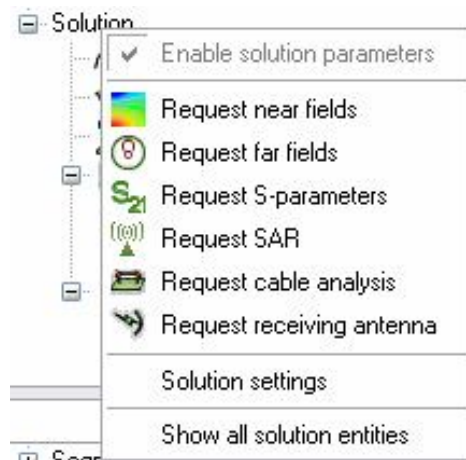 Solution
Enable solution parameters
Request near fields
Request far fields
S21
Request S-parameters
Request SAR
Request cable analysis
Request receiving antenna
Solution settings
Show all solution entities